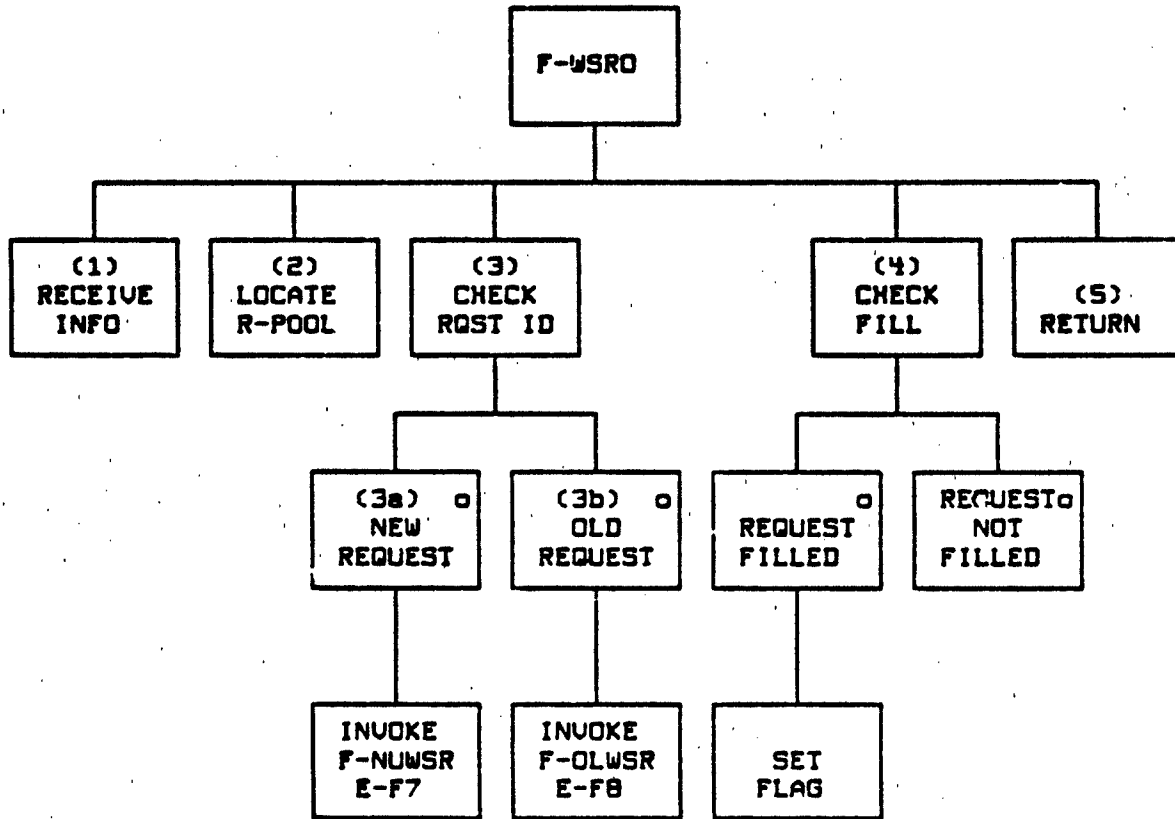 F-WSRO
(1)
RECEIVE
INFO
(2)
LOCATE
R-POOL
(3)
CHECK
RQST ID
(4)
CHECK
FILL
(5)
RETURN
(3a) o
NEW
REQUEST
(3b) o
OLD
REQUEST
o
REQUEST
FILLED
REQUEST o
NOT
FILLED
INVOKE
F-NUWSR
E-F7
INVOKE
F-OLWSR
E-F8
SET
FLAG